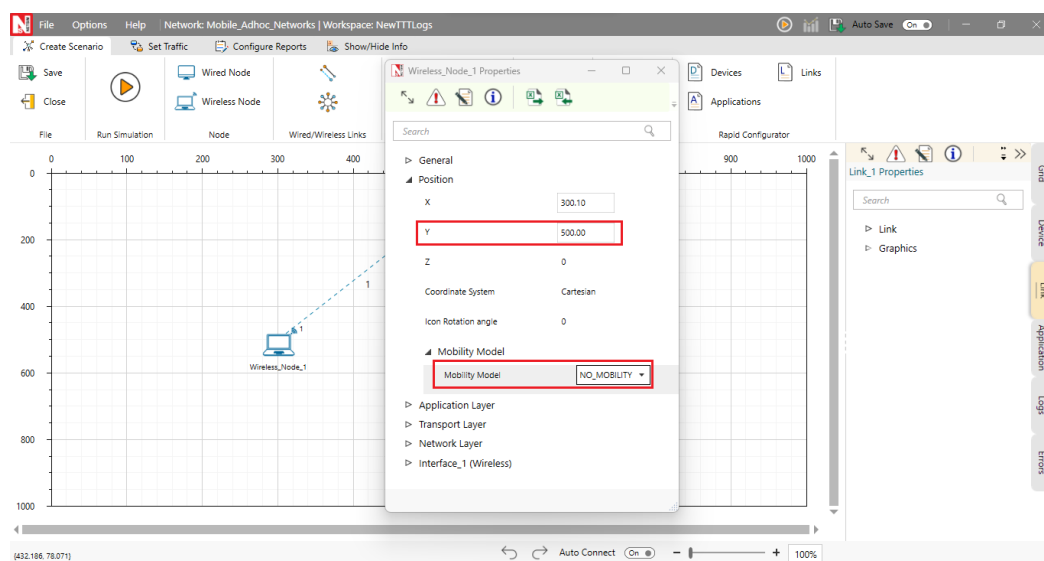 N File Options Help Network: Mobile_Adhoc_Networks | Workspace: NewTTTLogs Auto Save On
Create Scenario Set Traffic Configure Reports Show/Hide Info
Save Wired Node
Close Wireless Node
File Run Simulation Node Wired/Wireless Links
Devices Links
Applications
Rapid Configurator
Wireless_Node_1 Properties
Search
General
Position
X 300.10
Y 500.00
Z 0
Coordinate System Cartesian
Icon Rotation angle 0
Mobility Model
Mobility Model NO_MOBILITY
Application Layer
Transport Layer
Network Layer
Interface_1 (Wireless)
0 100 200 300 400 900 1000
0
200
400
600
800
1000
1
1
Wireless_Node_1
Link_1 Properties
Search
Link
Graphics
Grid
Device
Link
Application
Logs
Errors
(432.186, 78.071) Auto Connect On 100%